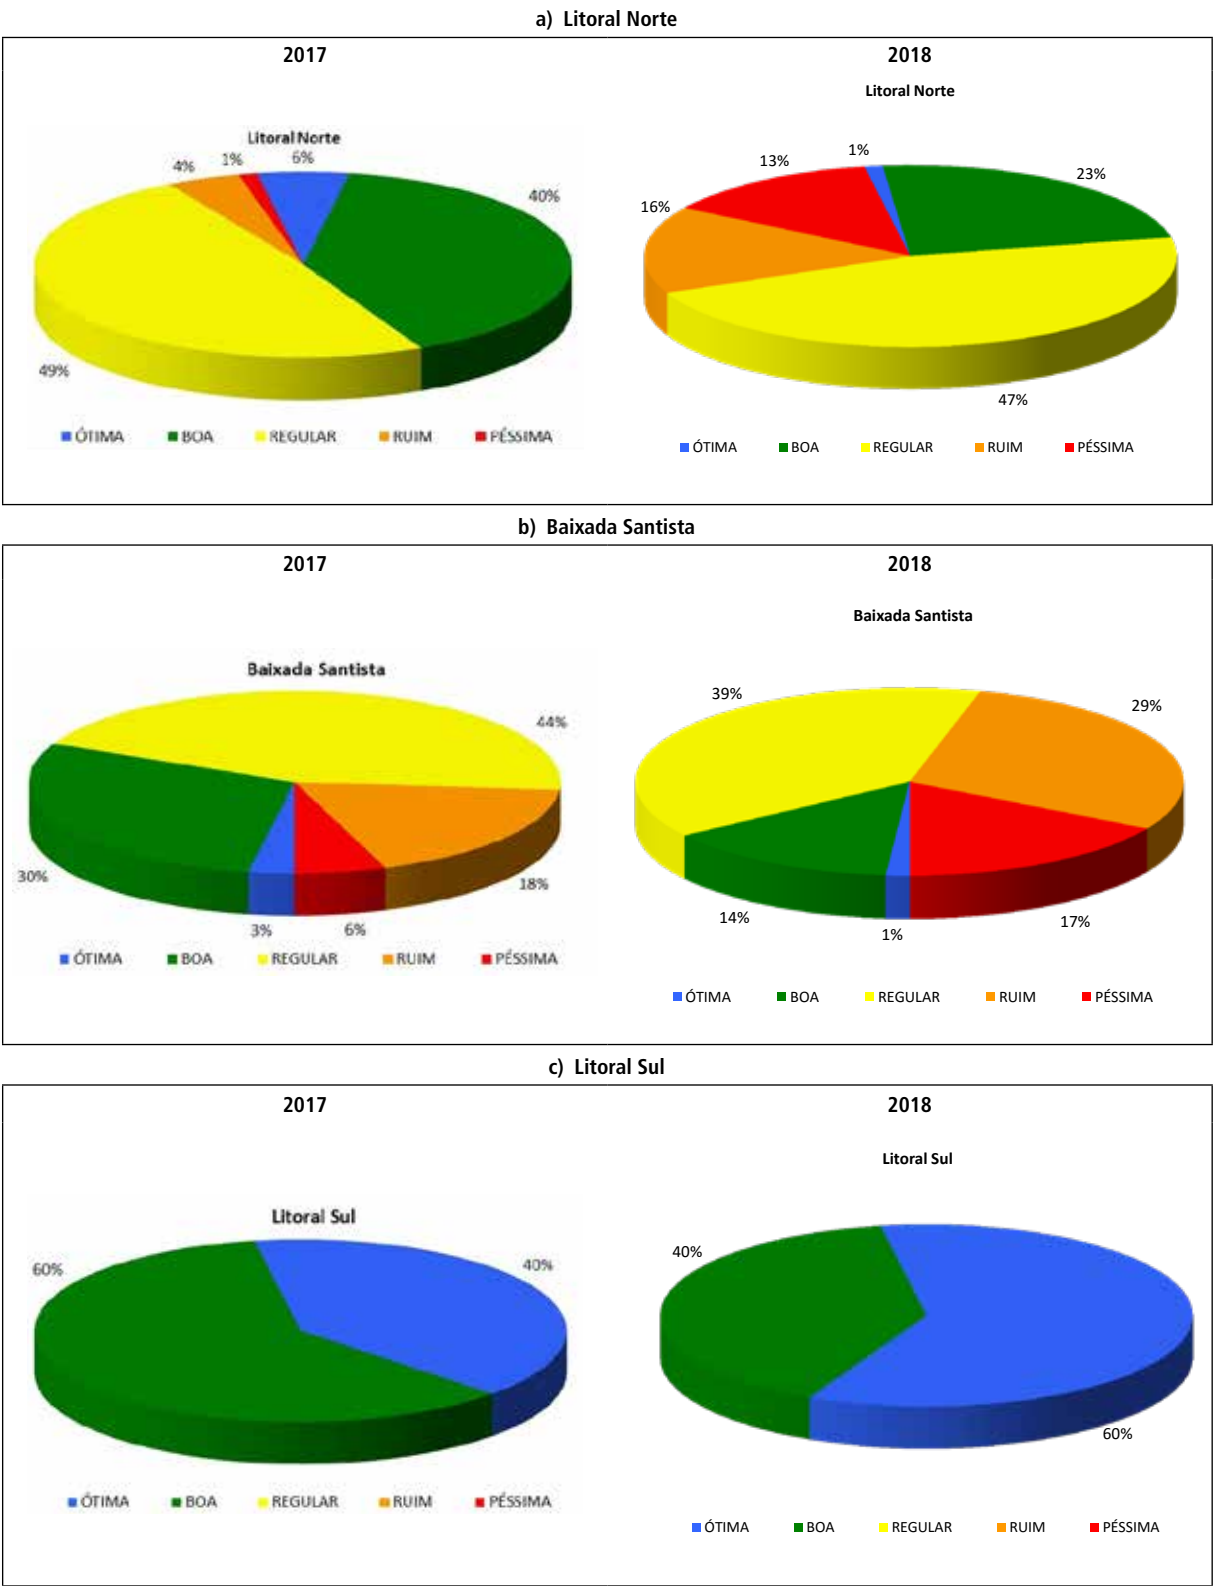 a) Litoral Norte
2017
2018
Litoral Norte
Litoral Norte
4%
1%
6%
40%
49%
ÓTIMA
BOA
REGULAR
RUIM
PÉSSIMA
13%
1%
23%
16%
47%
ÓTIMA
BOA
REGULAR
RUIM
PÉSSIMA
b) Baixada Santista
2017
2018
Baixada Santista
Baixada Santista
44%
30%
18%
3%
6%
ÓTIMA
BOA
REGULAR
RUIM
PÉSSIMA
39%
29%
14%
1%
17%
ÓTIMA
BOA
REGULAR
RUIM
PÉSSIMA
c) Litoral Sul
2017
2018
Litoral Sul
Litoral Sul
60%
40%
ÓTIMA
BOA
REGULAR
RUIM
PÉSSIMA
40%
60%
ÓTIMA
BOA
REGULAR
RUIM
PÉSSIMA